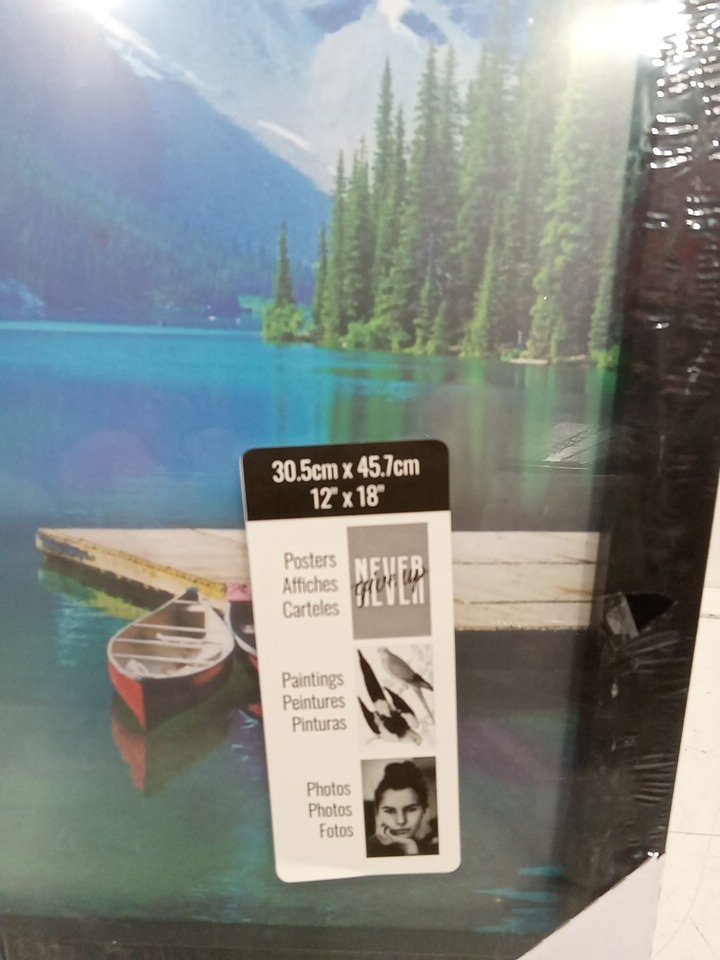 30.5cm x 45.7cm
12" x 18"
Posters
Affiches
Carteles
NEVER
give up
NEVER
Paintings
Peintures
Pinturas
Photos
Photos
Fotos